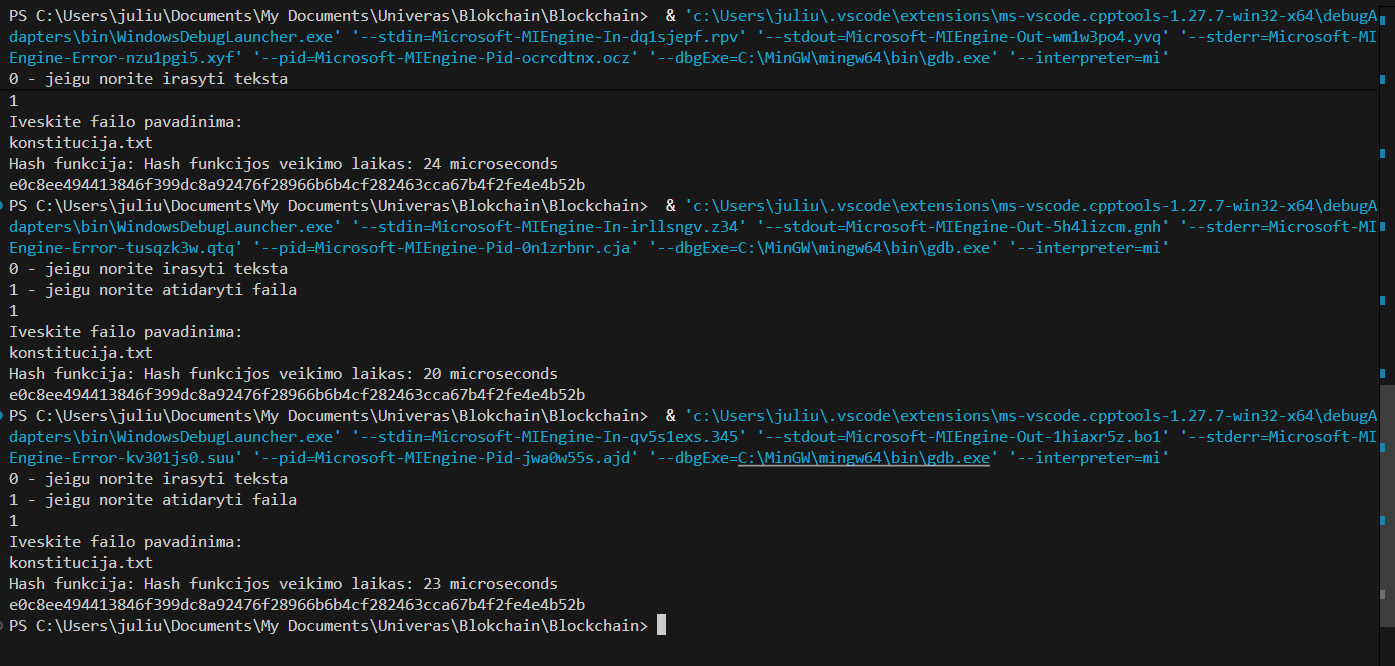 PS C:\Users\juliu\Documents\My Documents\Univeras\Blokchain\Blockchain>  & 'c:\Users\juliu\.vscode\extensions\ms-vscode.cpptools-1.27.7-win32-x64\debugA
dapters\bin\WindowsDebugLauncher.exe' '--stdin=Microsoft-MIEngine-In-dq1sjepf.rpv' '--stdout=Microsoft-MIEngine-Out-wm1w3po4.yvq' '--stderr=Microsoft-MI
Engine-Error-nzu1pgi5.xyf' '--pid=Microsoft-MIEngine-Pid-ocrcdtnx.ocz' '--dbgExe=C:\MinGW\mingw64\bin\gdb.exe' '--interpreter=mi'
0 - jeigu norite irasyti teksta
1
Iveskite failo pavadinima:
konstitucija.txt
Hash funkcija: Hash funkcijos veikimo laikas: 24 microseconds
e0c8ee494413846f399dc8a92476f28966b6b4cf282463cca67b4f2fe4e4b52b
PS C:\Users\juliu\Documents\My Documents\Univeras\Blokchain\Blockchain>  & 'c:\Users\juliu\.vscode\extensions\ms-vscode.cpptools-1.27.7-win32-x64\debugA
dapters\bin\WindowsDebugLauncher.exe' '--stdin=Microsoft-MIEngine-In-irllsngv.z34' '--stdout=Microsoft-MIEngine-Out-5h4lizcm.gnh' '--stderr=Microsoft-MI
Engine-Error-tusqzk3w.qtq' '--pid=Microsoft-MIEngine-Pid-0n1zrbnr.cja' '--dbgExe=C:\MinGW\mingw64\bin\gdb.exe' '--interpreter=mi'
0 - jeigu norite irasyti teksta
1 - jeigu norite atidaryti faila
1
Iveskite failo pavadinima:
konstitucija.txt
Hash funkcija: Hash funkcijos veikimo laikas: 20 microseconds
e0c8ee494413846f399dc8a92476f28966b6b4cf282463cca67b4f2fe4e4b52b
PS C:\Users\juliu\Documents\My Documents\Univeras\Blokchain\Blockchain>  & 'c:\Users\juliu\.vscode\extensions\ms-vscode.cpptools-1.27.7-win32-x64\debugA
dapters\bin\WindowsDebugLauncher.exe' '--stdin=Microsoft-MIEngine-In-qv5s1exs.345' '--stdout=Microsoft-MIEngine-Out-1hiaxr5z.bo1' '--stderr=Microsoft-MI
Engine-Error-kv301js0.suu' '--pid=Microsoft-MIEngine-Pid-jwa0w55s.ajd' '--dbgExe=C:\MinGW\mingw64\bin\gdb.exe' '--interpreter=mi'
0 - jeigu norite irasyti teksta
1 - jeigu norite atidaryti faila
1
Iveskite failo pavadinima:
konstitucija.txt
Hash funkcija: Hash funkcijos veikimo laikas: 23 microseconds
e0c8ee494413846f399dc8a92476f28966b6b4cf282463cca67b4f2fe4e4b52b
PS C:\Users\juliu\Documents\My Documents\Univeras\Blokchain\Blockchain>